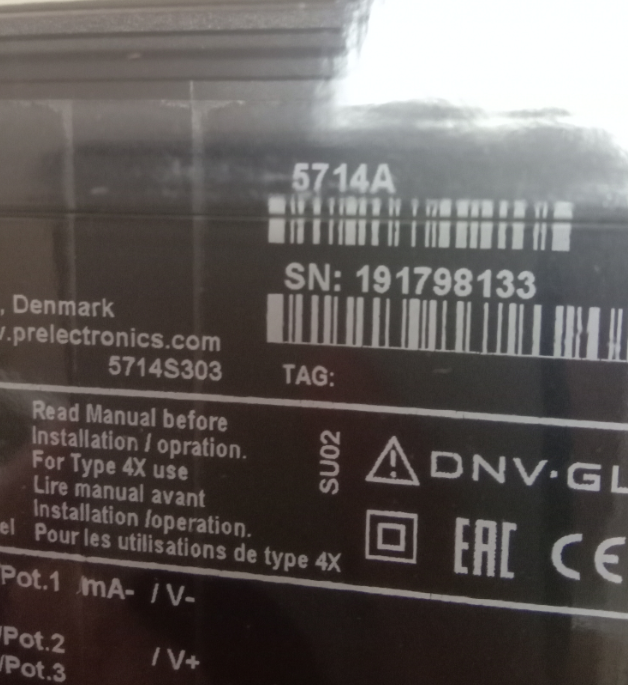 5714A
SN: 191798133
, Denmark
.prelectronics.com
5714S303
TAG:
Read Manual before
Installation / opration.
For Type 4X use
Lire manual avant
Installation /operation.
el Pour les utilisations de type 4X
SU02
DNV·GL
EAC CE
/Pot.1 mA- / V-
/Pot.2 / V+
/Pot.3